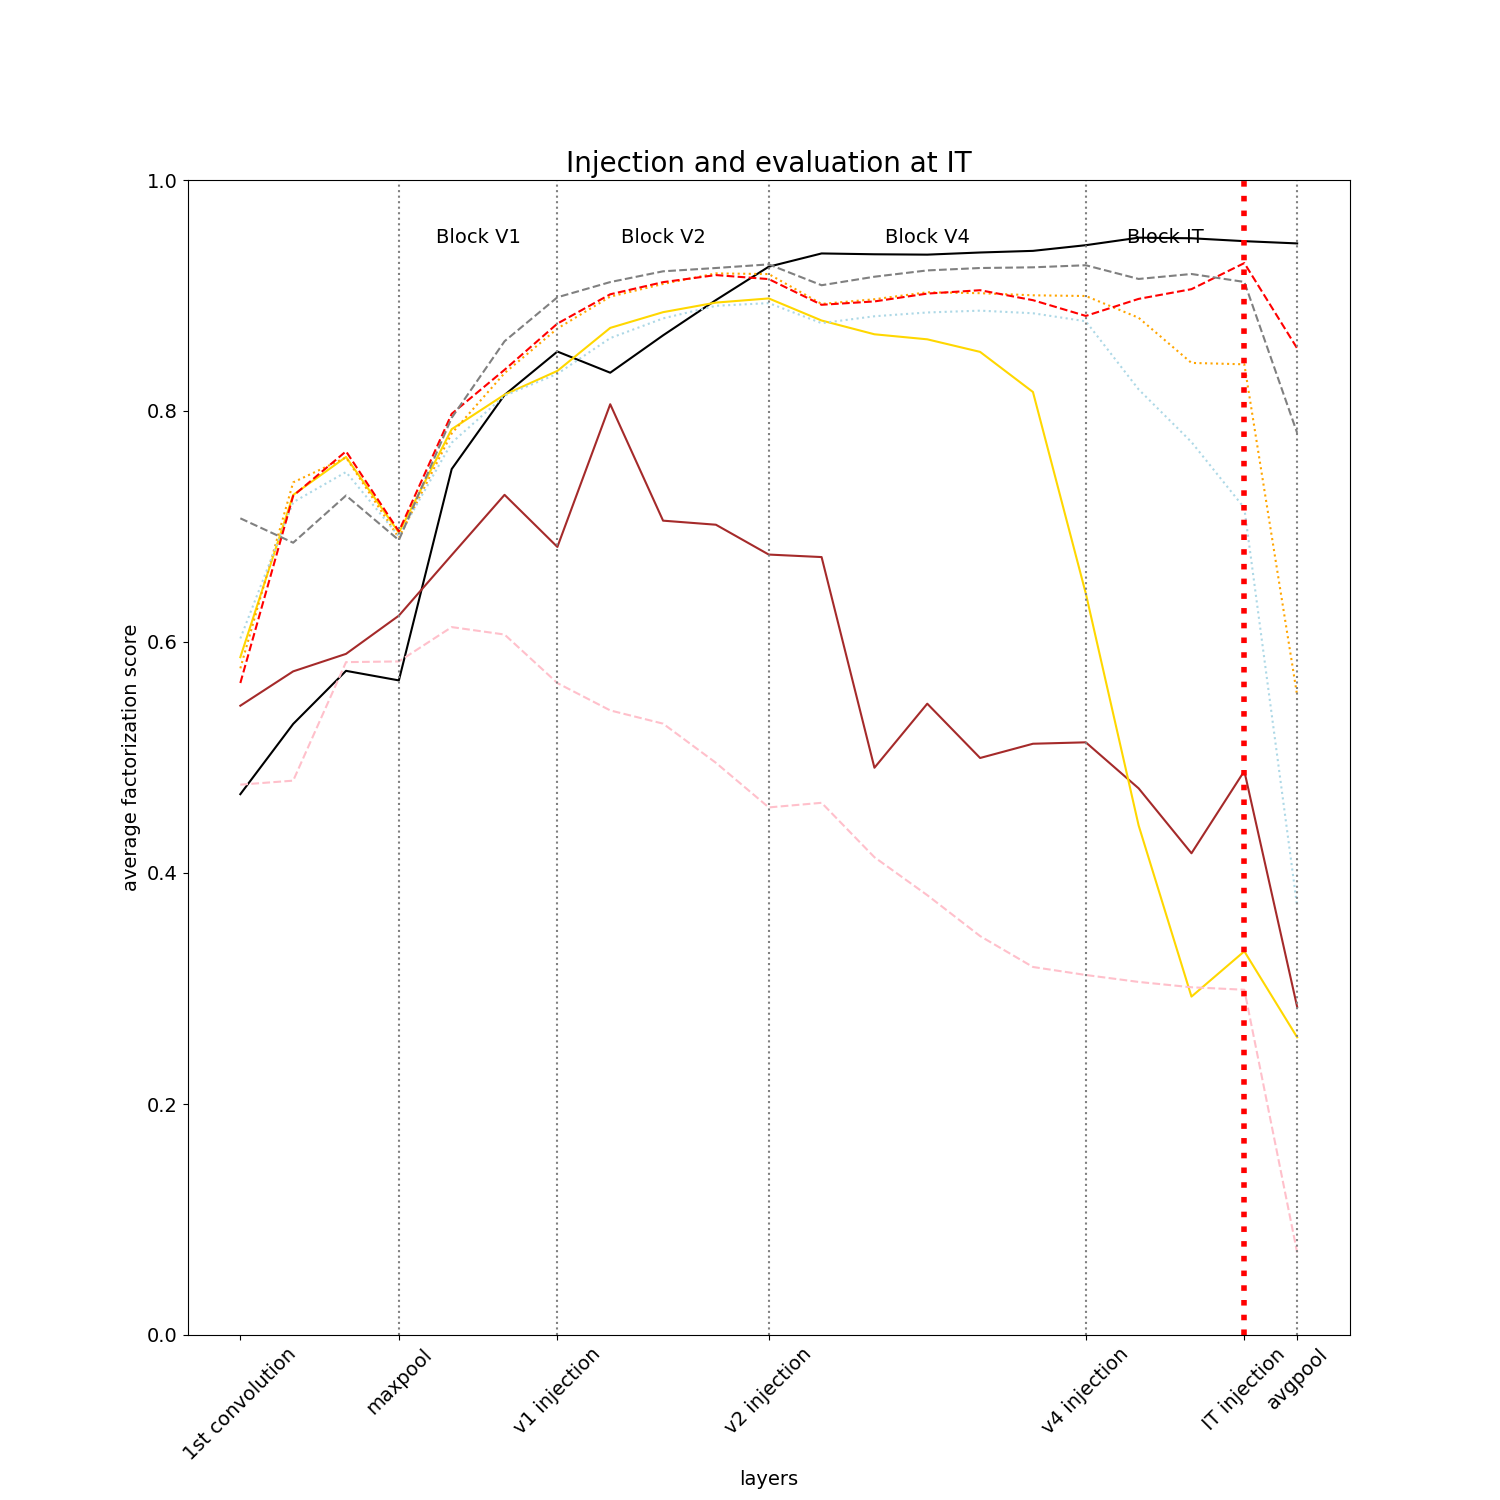 Injection and evaluation at IT
1.0
0.8
0.6
0.4
0.2
0.0
average factorization score
Block V1
Block V2
Block V4
Block IT
1st convolution
maxpool
v1 injection
v2 injection
v4 injection
IT injection
avgpool
layers